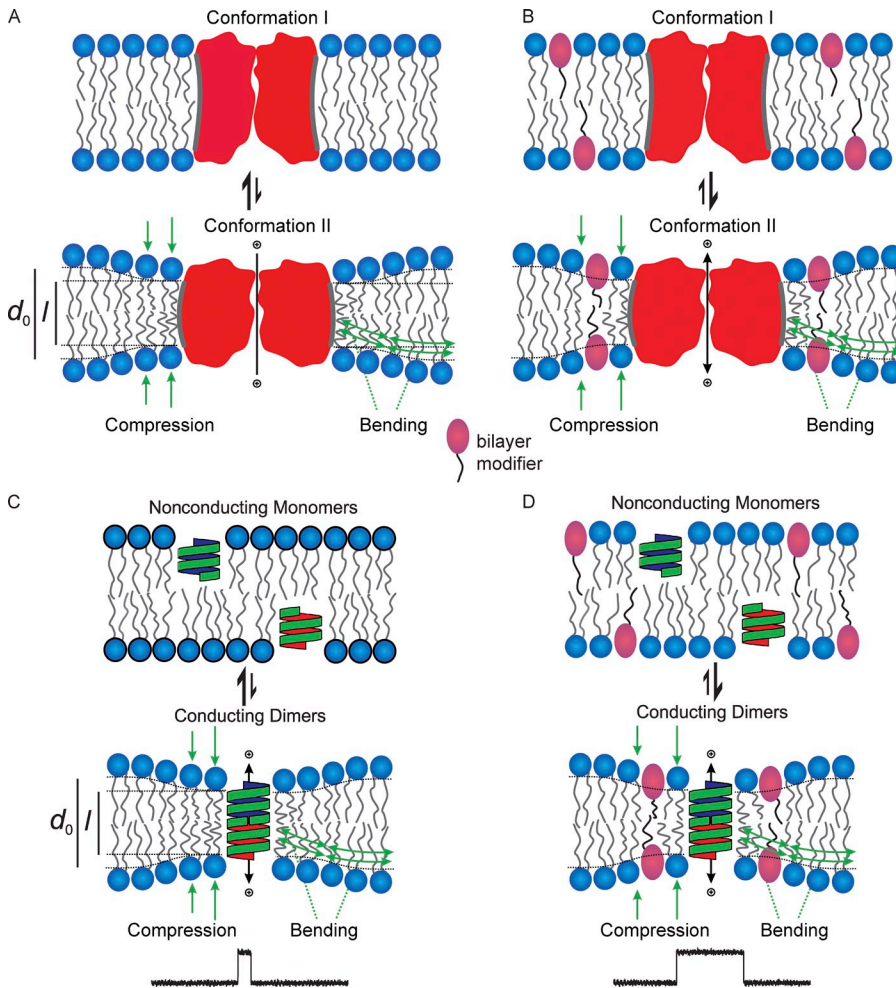 A
Conformation I
B
Conformation I
Conformation II
Conformation II
d0
l
Compression
Bending
Compression
Bending
bilayer
modifier
C
Nonconducting Monomers
D
Nonconducting Monomers
Conducting Dimers
Conducting Dimers
d0
l
Compression
Bending
Compression
Bending